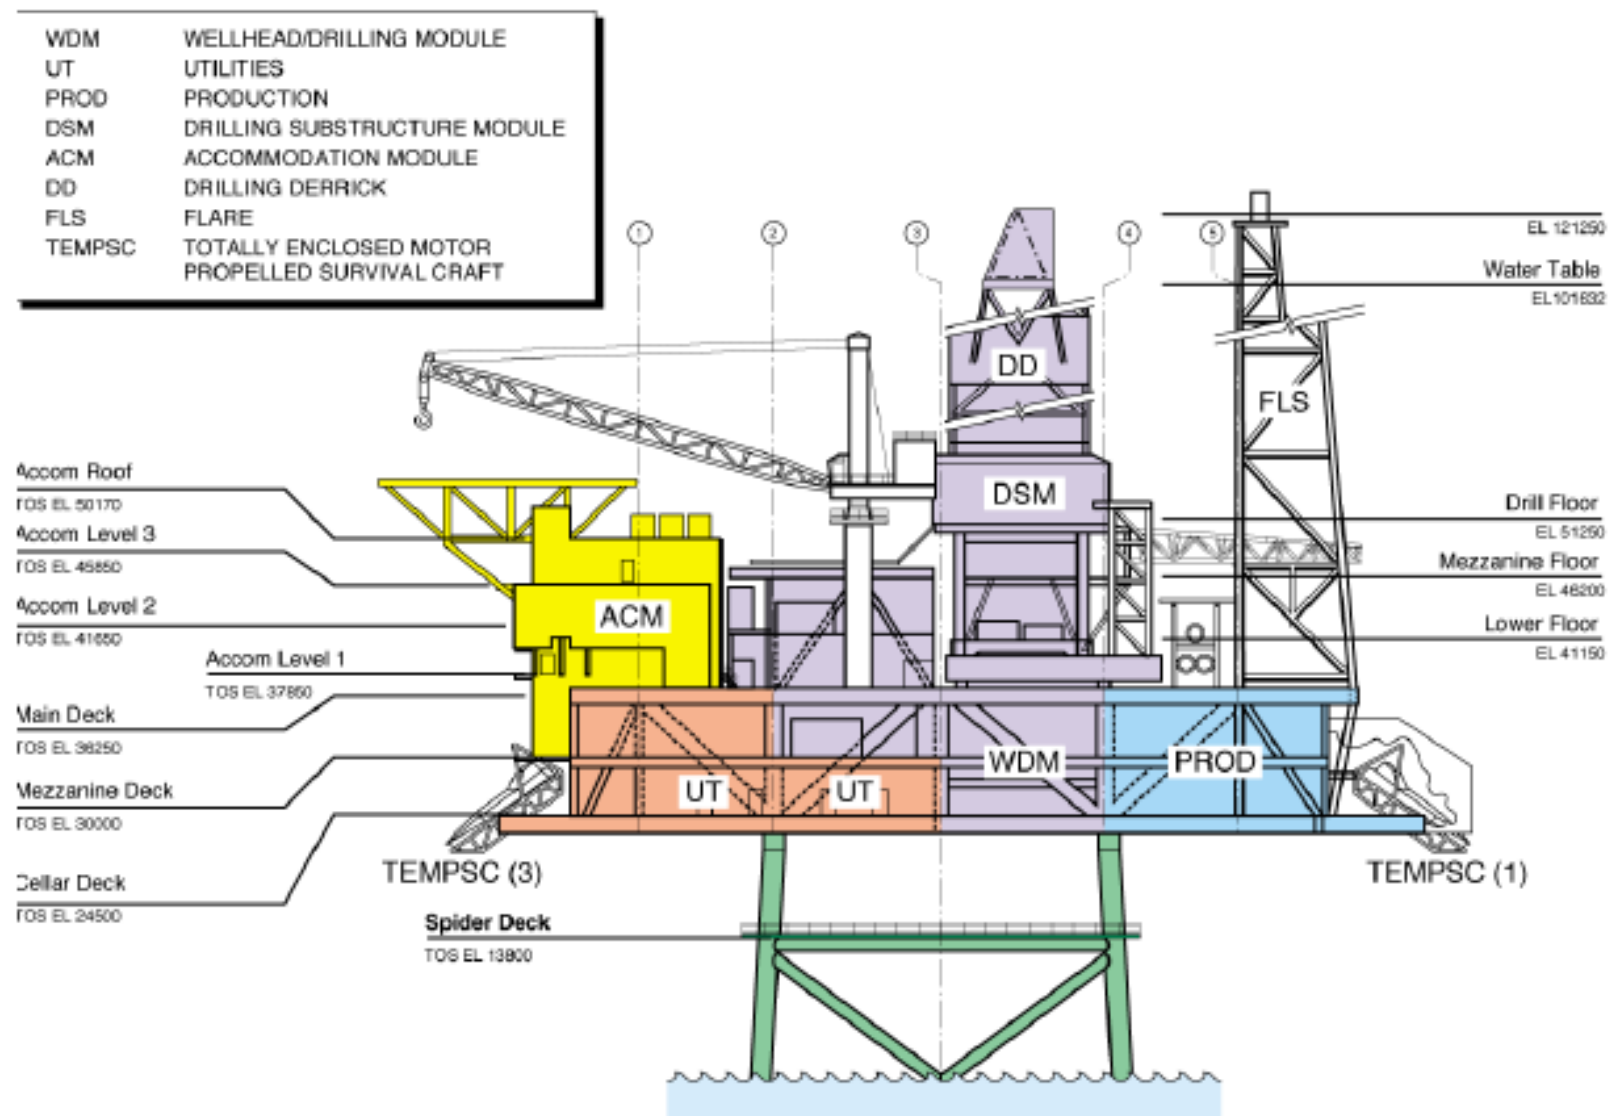 WDM WELLHEAD/DRILLING MODULE
UT UTILITIES
PROD PRODUCTION
DSM DRILLING SUBSTRUCTURE MODULE
ACM ACCOMMODATION MODULE
DD DRILLING DERRICK
FLS FLARE
TEMPSC TOTALLY ENCLOSED MOTOR
PROPELLED SURVIVAL CRAFT
1 2 3 4 5
EL 121250
Water Table
EL101632
DD
FLS
Accom Roof
TOS EL 50170
Accom Level 3
TOS EL 45850
Accom Level 2
TOS EL 41650
Accom Level 1
TOS EL 37850
Main Deck
TOS EL 36250
Mezzanine Deck
TOS EL 30000
Cellar Deck
TOS EL 24500
DSM
Drill Floor
EL 51250
Mezzanine Floor
EL 46200
Lower Floor
EL 41150
ACM
UT UT WDM PROD
TEMPSC (3)
TEMPSC (1)
Spider Deck
TOS EL 13800